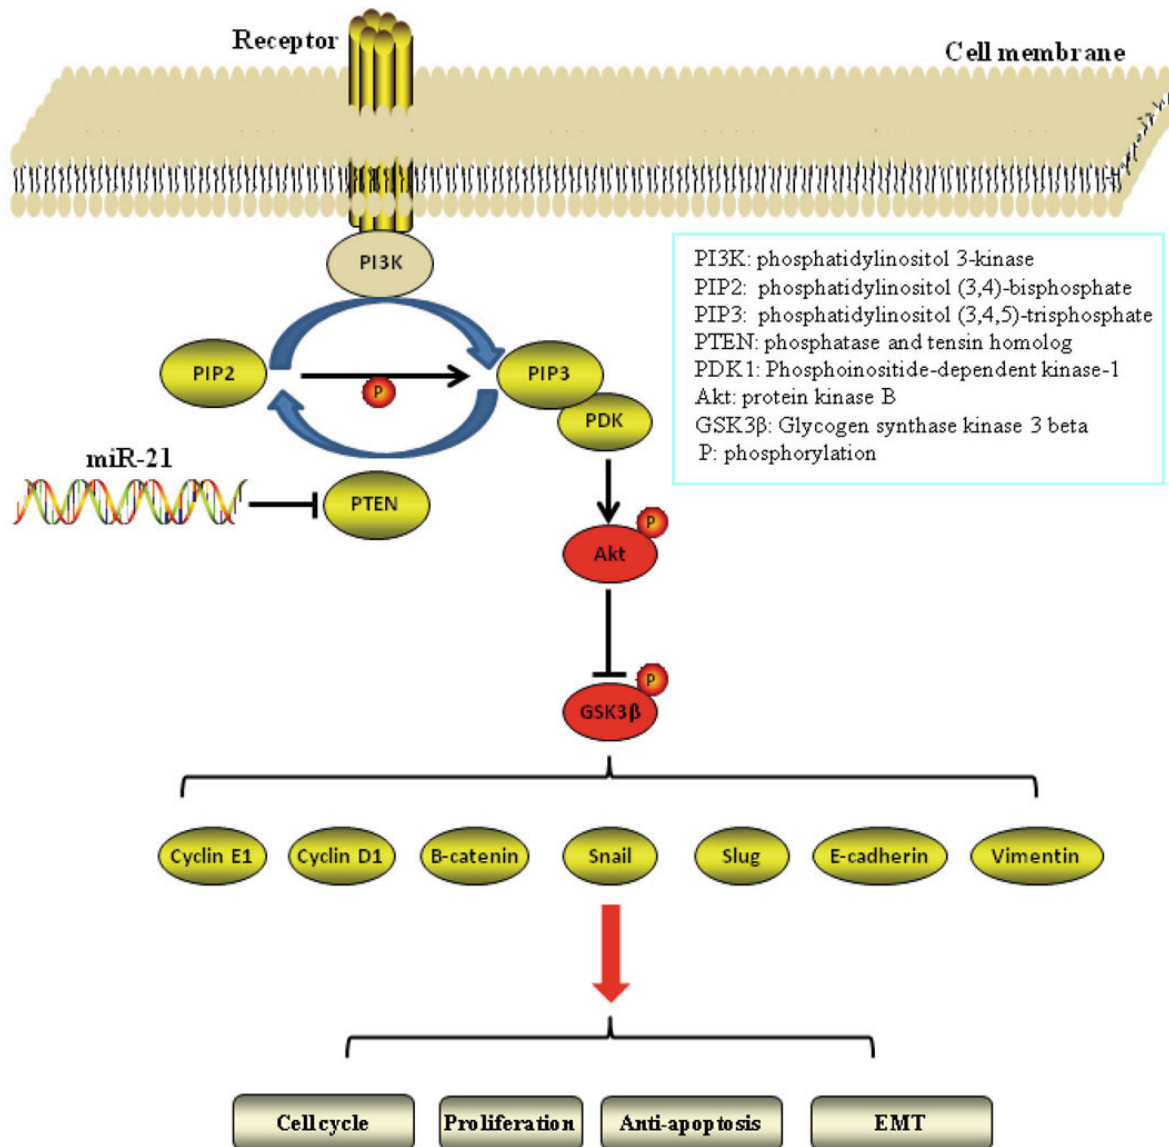 Receptor
Cell membrane
PI3K
PI3K: phosphatidylinositol 3-kinase
PIP2: phosphatidylinositol (3,4)-bisphosphate
PIP3: phosphatidylinositol (3,4,5)-trisphosphate
PTEN: phosphatase and tensin homolog
PDK1: Phosphoinositide-dependent kinase-1
Akt: protein kinase B
GSK3β: Glycogen synthase kinase 3 beta
P: phosphorylation
PIP2
P
PIP3
PDK
miR-21
PTEN
P
Akt
P
GSK3β
Cyclin E1
Cyclin D1
B-catenin
Snail
Slug
E-cadherin
Vimentin
Cell cycle
Proliferation
Anti-apoptosis
EMT